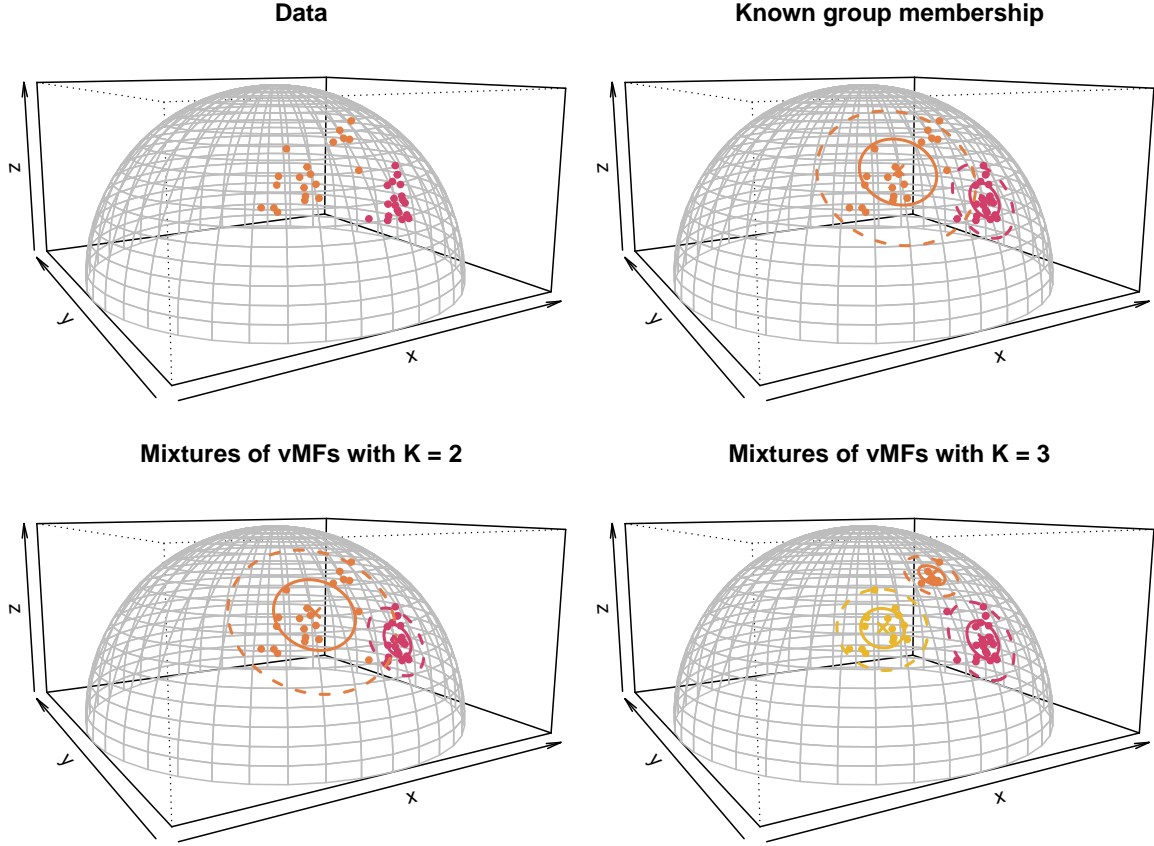 Data
Known group membership
z
y
x
z
y
x
Mixtures of vMFs with K = 2
Mixtures of vMFs with K = 3
z
y
x
z
y
x